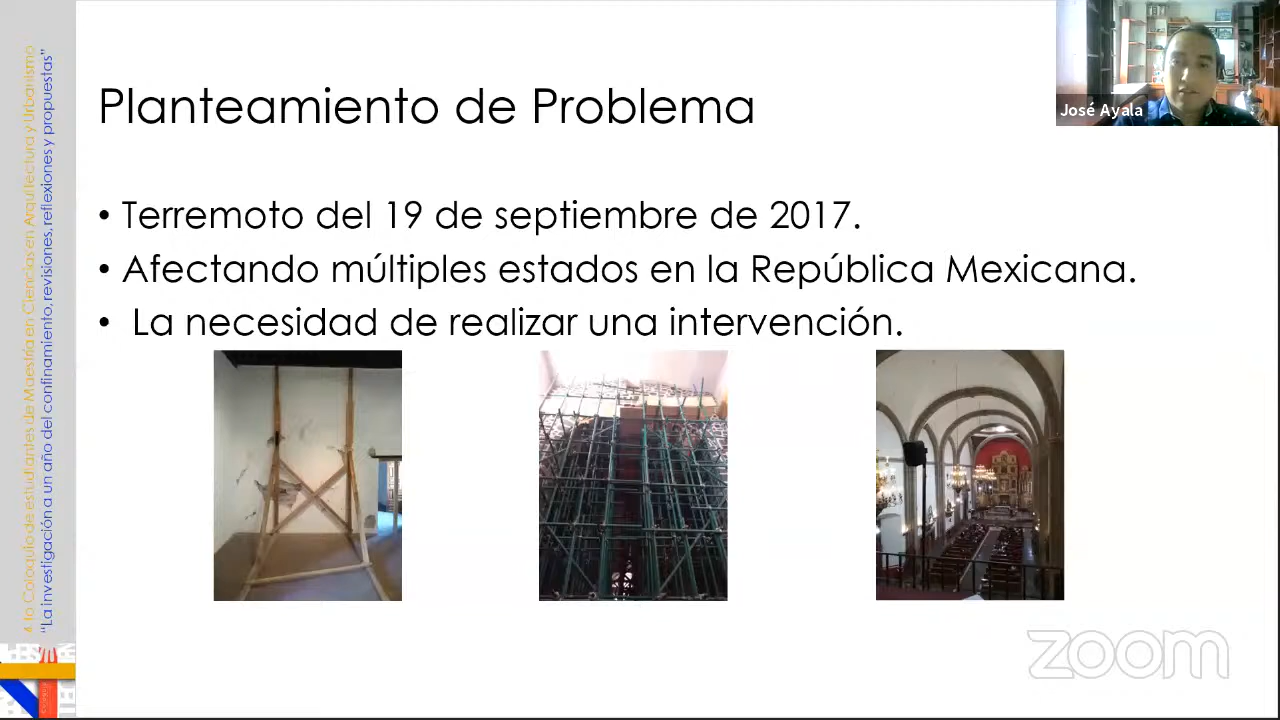 Planteamiento de Problema
José Ayala
• Terremoto del 19 de septiembre de 2017.
• Afectando múltiples estados en la República Mexicana.
• La necesidad de realizar una intervención.
Coloquio de estudiantes de Maestría en Ciencias en Arquitectura y Urbanismo
"La investigación a un año del confinamiento, revisiones, reflexiones y propuestas"
zoom